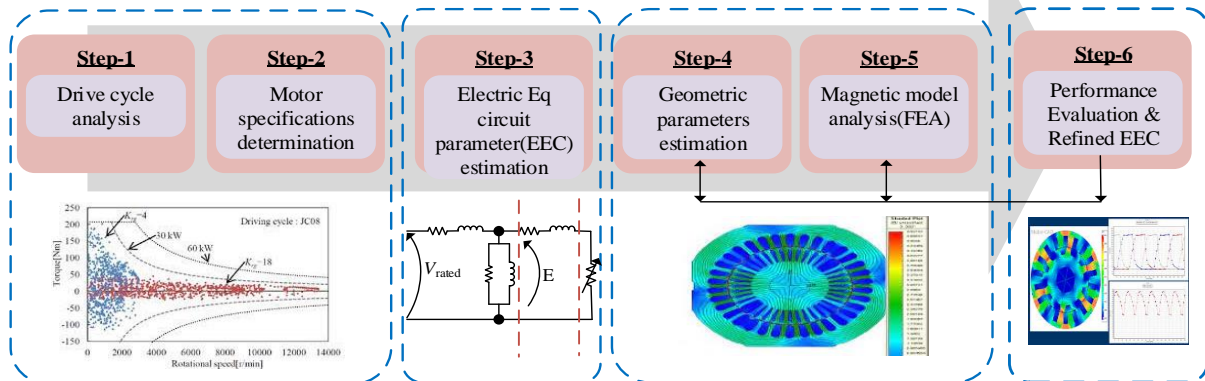 Step-1
Drive cycle
analysis
Step-2
Motor
specifications
determination
Step-3
Electric Eq
circuit
parameter(EEC)
estimation
Step-4
Geometric
parameters
estimation
Step-5
Magnetic model
analysis(FEA)
Step-6
Performance
Evaluation &
Refined EEC
Driving cycle : JC08
=4
30 kW
60 kW
=18
Torque[Nm]
250
200
150
100
50
0
-50
-100
-150
0 2000 4000 6000 8000 10000 12000 14000
Rotational speed[r/min]
V rated
E